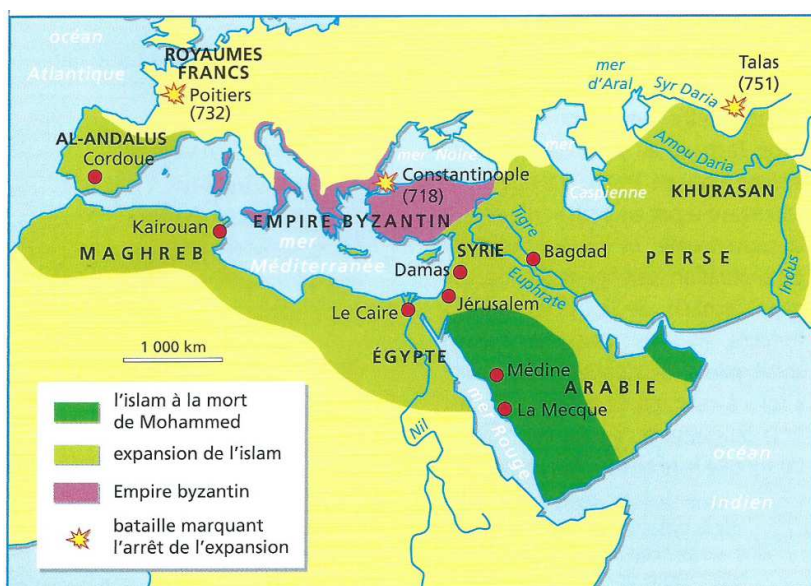 océan
Atlantique
ROYAUMES
FRANCS
Poitiers
(732)
mer
d'Aral
Syr Daria
Talas
(751)
AL-ANDALUS
Cordoue
mer Noire
Constantinople
(718)
mer
Caspienne
Amou Daria
KHURASAN
Kairouan
EMPIRE BYZANTIN
MAGHREB
mer
Méditerranée
Tigre
SYRIE
Bagdad
PERSE
Damas
Euphrate
Indus
Le Caire
Jérusalem
1 000 km
ÉGYPTE
Médine
ARABIE
La Mecque
mer Rouge
Nil
océan
Indien
l'islam à la mort
de Mohammed
expansion de l'islam
Empire byzantin
bataille marquant
l'arrêt de l'expansion